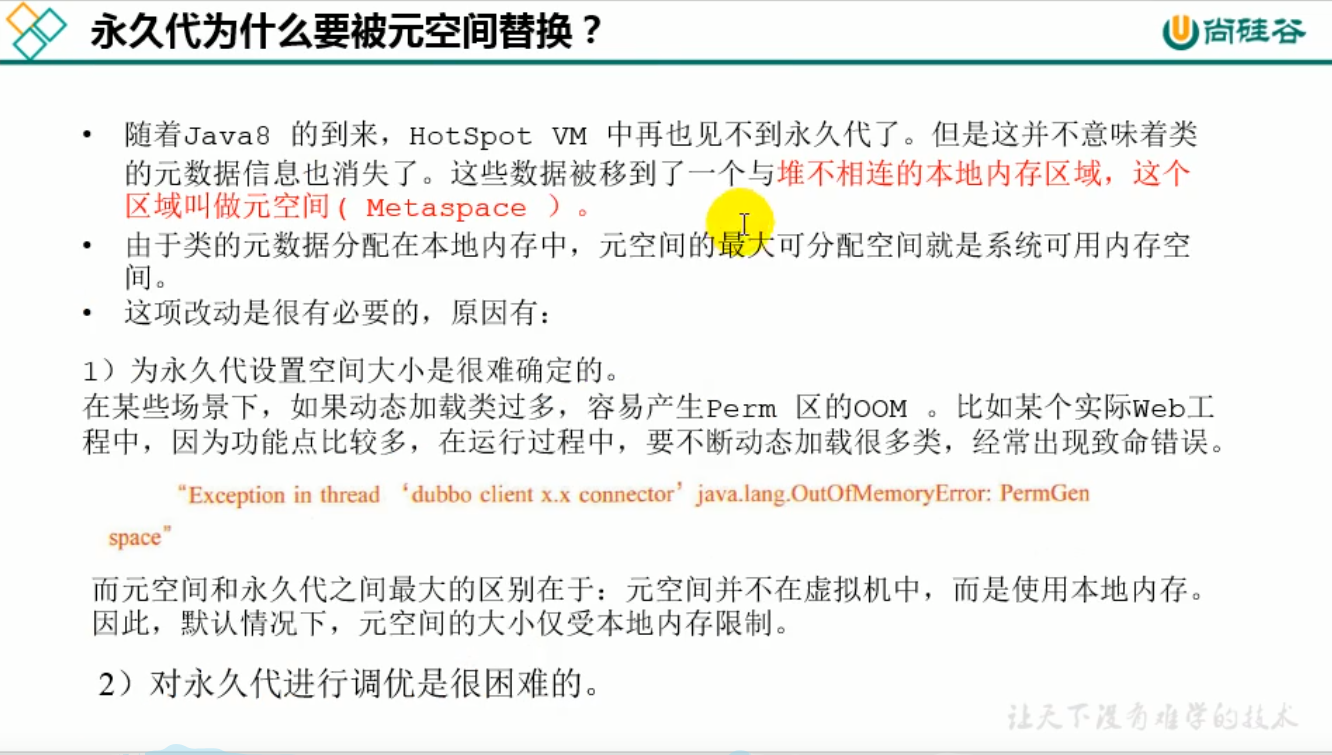 永久代为什么要被元空间替换？
尚硅谷
• 随着Java8 的到来，HotSpot VM 中再也见不到永久代了。但是这并不意味着类
的元数据信息也消失了。这些数据被移到了一个与堆不相连的本地内存区域，这个
区域叫做元空间( Metaspace ）。
• 由于类的元数据分配在本地内存中，元空间的最大可分配空间就是系统可用内存空
间。
• 这项改动是很有必要的，原因有：
1）为永久代设置空间大小是很难确定的。
在某些场景下，如果动态加载类过多，容易产生Perm 区的OOM 。比如某个实际Web工
程中，因为功能点比较多，在运行过程中，要不断动态加载很多类，经常出现致命错误。
“Exception in thread ‘dubbo client x.x connector’ java.lang.OutOfMemoryError: PermGen
space”
而元空间和永久代之间最大的区别在于：元空间并不在虚拟机中，而是使用本地内存。
因此，默认情况下，元空间的大小仅受本地内存限制。
2）对永久代进行调优是很困难的。
让天下没有难学的技术